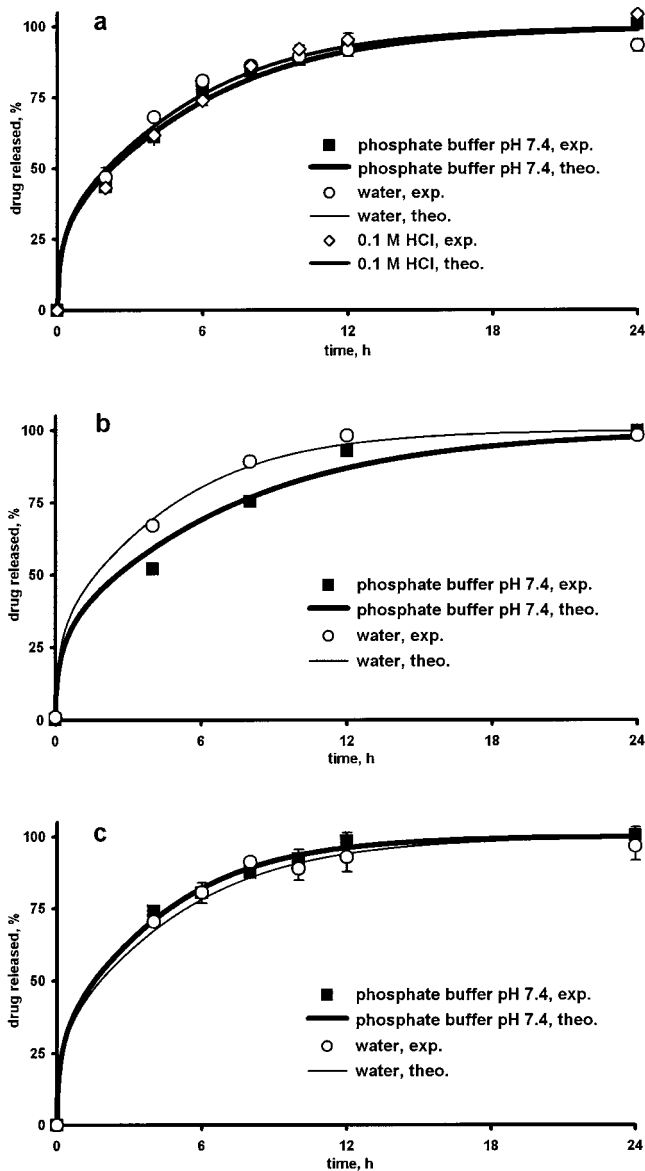 a
100
75
50
25
0
drug released, %
phosphate buffer pH 7.4, exp.
phosphate buffer pH 7.4, theo.
water, exp.
water, theo.
0.1 M HCl, exp.
0.1 M HCl, theo.
0 6 12 18 24
time, h
b
100
75
50
25
0
drug released, %
phosphate buffer pH 7.4, exp.
phosphate buffer pH 7.4, theo.
water, exp.
water, theo.
0 6 12 18 24
time, h
c
100
75
50
25
0
drug released, %
phosphate buffer pH 7.4, exp.
phosphate buffer pH 7.4, theo.
water, exp.
water, theo.
0 6 12 18 24
time, h